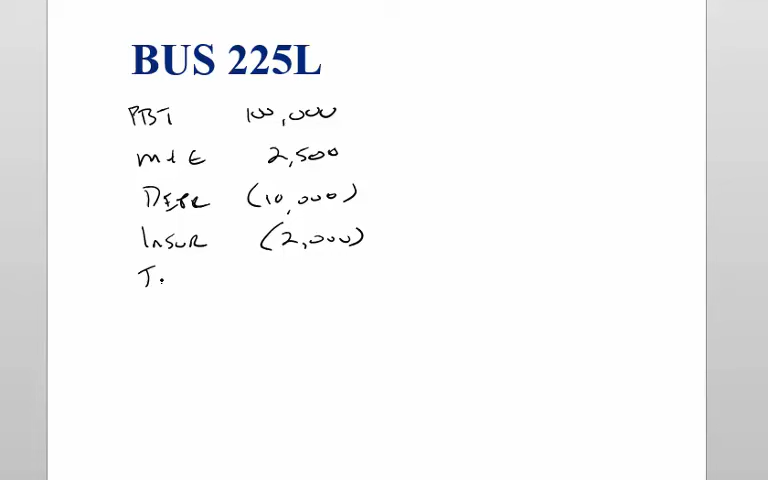 BUS 225L
PBT 100,000
M + E 2,500
DEPR (10,000)
INSUR (2,000)
T.